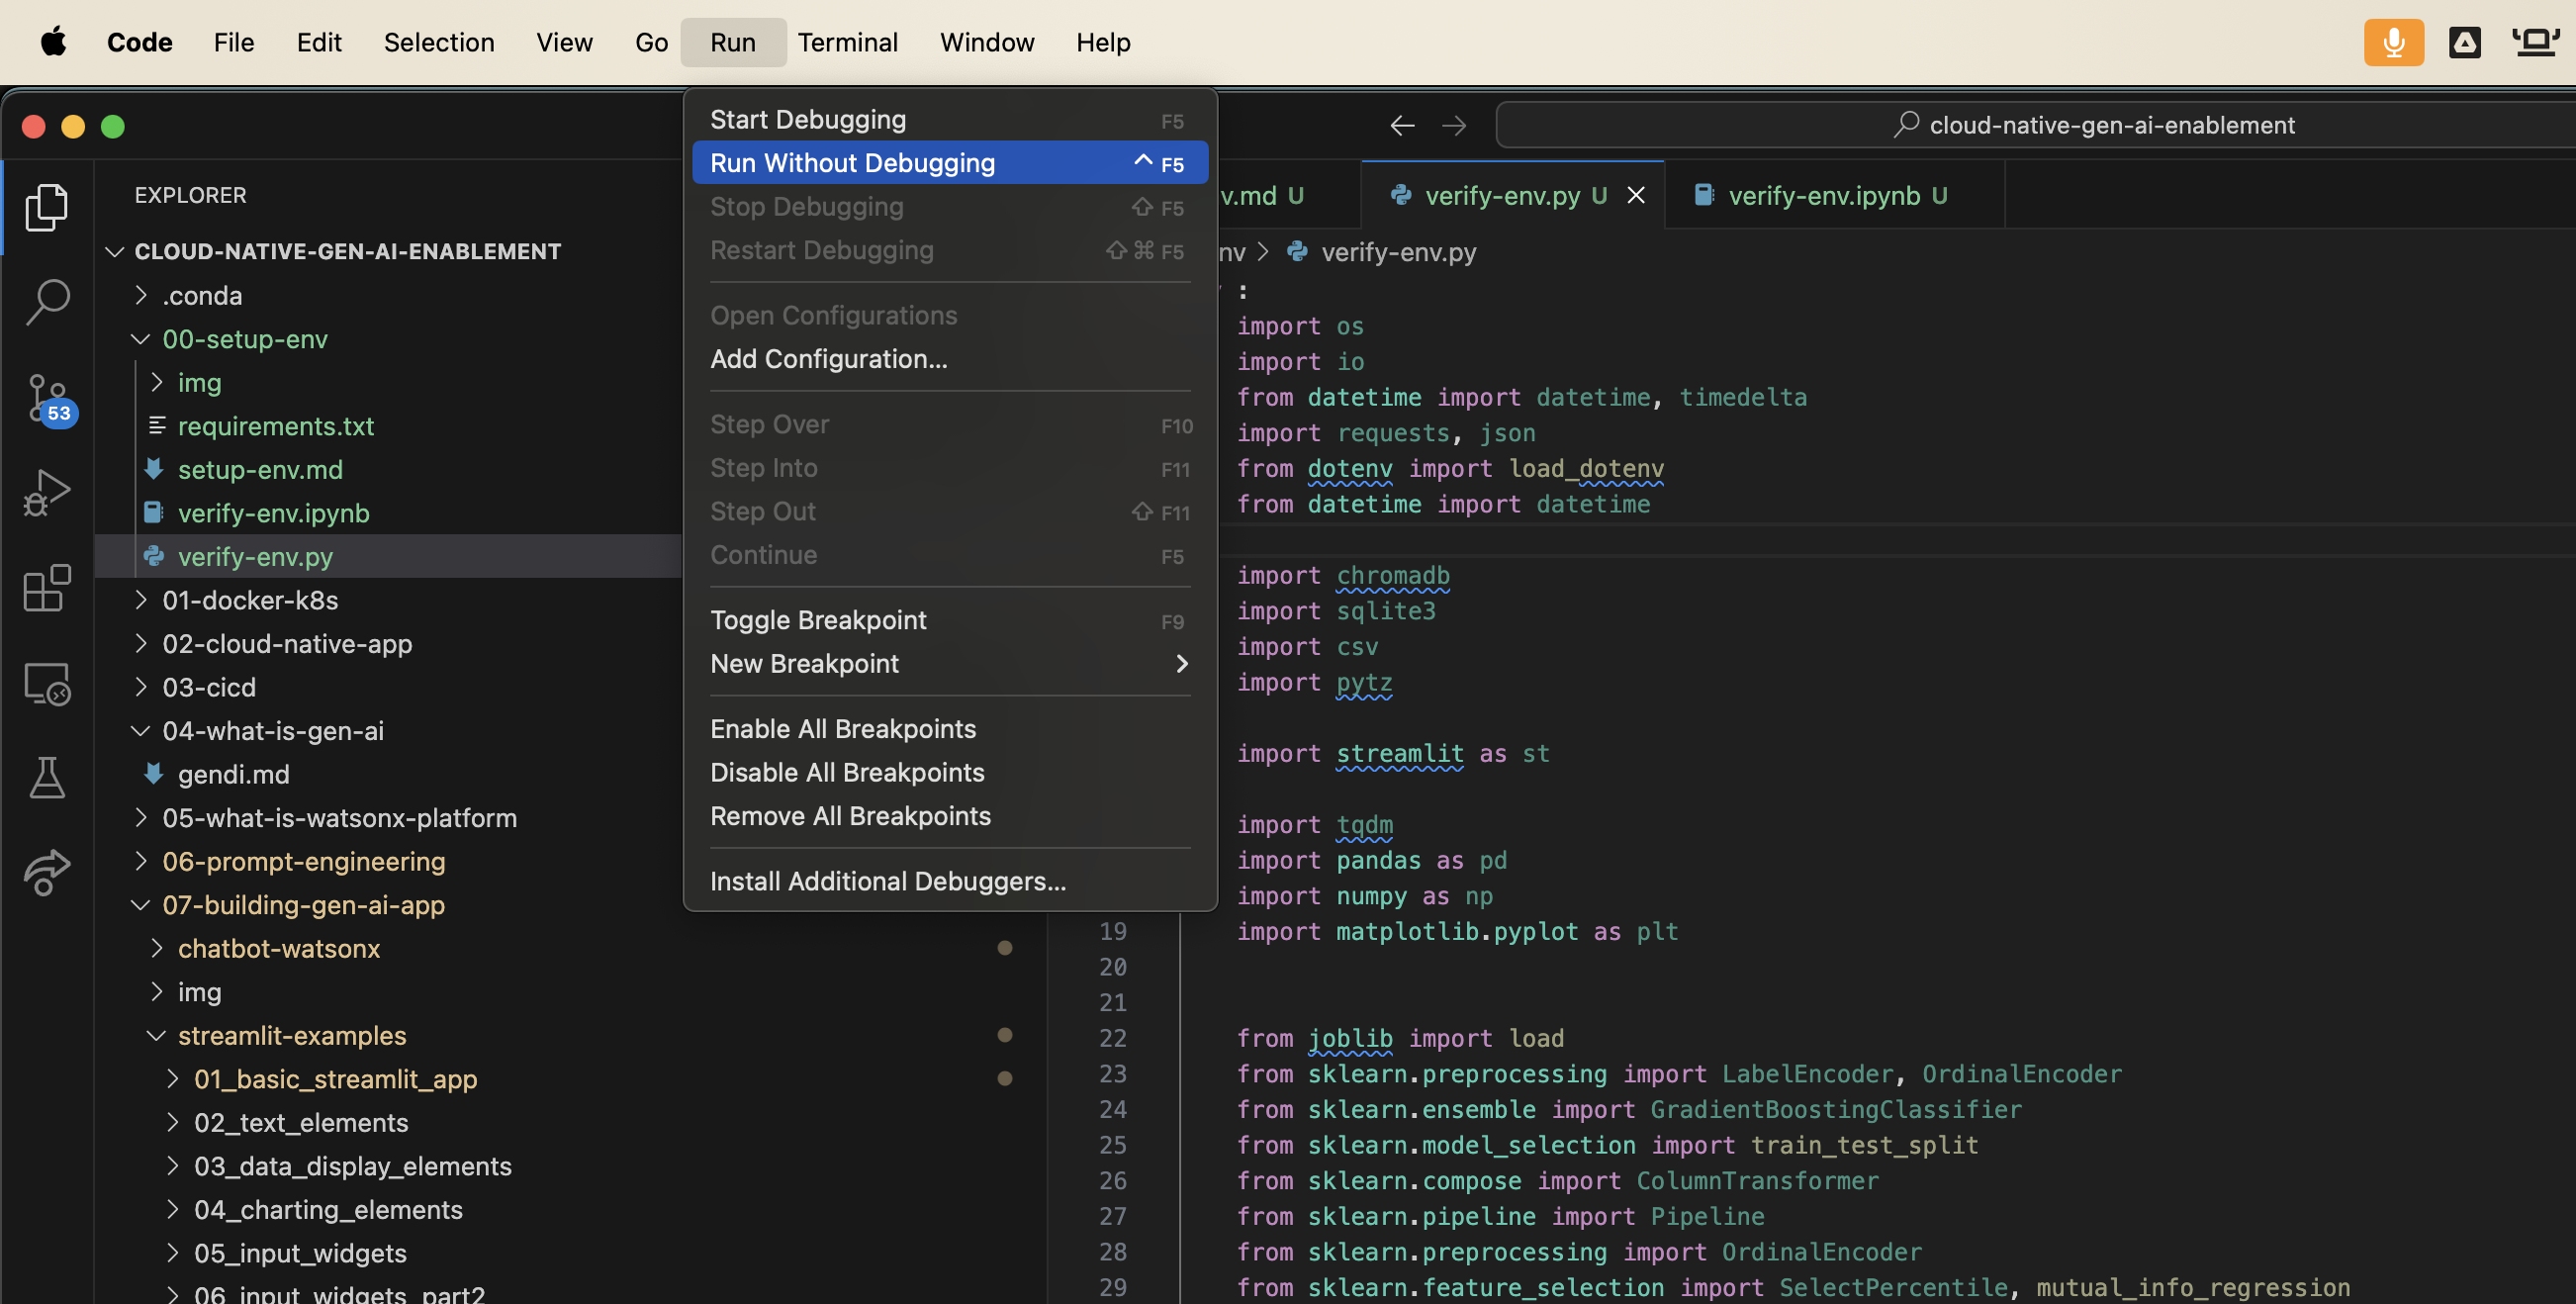 Code File Edit Selection View Go Run Terminal Window Help
cloud-native-gen-ai-enablement
Start Debugging F5
Run Without Debugging ^ F5
Stop Debugging ⇧ F5
Restart Debugging ⇧ ⌘ F5
Open Configurations
Add Configuration...
Step Over F10
Step Into F11
Step Out ⇧ F11
Continue F5
Toggle Breakpoint F9
New Breakpoint
Enable All Breakpoints
Disable All Breakpoints
Remove All Breakpoints
Install Additional Debuggers...
EXPLORER
CLOUD-NATIVE-GEN-AI-ENABLEMENT
.conda
00-setup-env
img
requirements.txt
53
setup-env.md
verify-env.ipynb
verify-env.py
01-docker-k8s
02-cloud-native-app
03-cicd
04-what-is-gen-ai
gendi.md
05-what-is-watsonx-platform
06-prompt-engineering
07-building-gen-ai-app
chatbot-watsonx
img
streamlit-examples
01_basic_streamlit_app
02_text_elements
03_data_display_elements
04_charting_elements
05_input_widgets
06_input_widgets_part2
v.md U verify-env.py U verify-env.ipynb U
nv > verify-env.py
:
import os
import io
from datetime import datetime, timedelta
import requests, json
from dotenv import load_dotenv
from datetime import datetime
import chromadb
import sqlite3
import csv
import pytz
import streamlit as st
import tqdm
import pandas as pd
import numpy as np
19 import matplotlib.pyplot as plt
20
21
22 from joblib import load
23 from sklearn.preprocessing import LabelEncoder, OrdinalEncoder
24 from sklearn.ensemble import GradientBoostingClassifier
25 from sklearn.model_selection import train_test_split
26 from sklearn.compose import ColumnTransformer
27 from sklearn.pipeline import Pipeline
28 from sklearn.preprocessing import OrdinalEncoder
29 from sklearn.feature_selection import SelectPercentile, mutual_info_regression